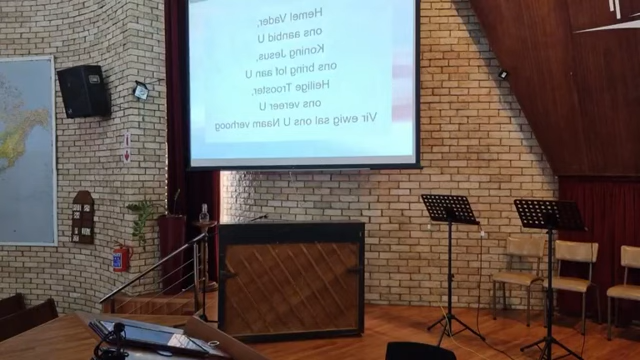 Hemel Vader,
ons aanbid U
Koning Jesus,
ons bring lof aan U
Heilige Trooster,
ons vereer U
Vir ewig sal ons U Naam verhoog